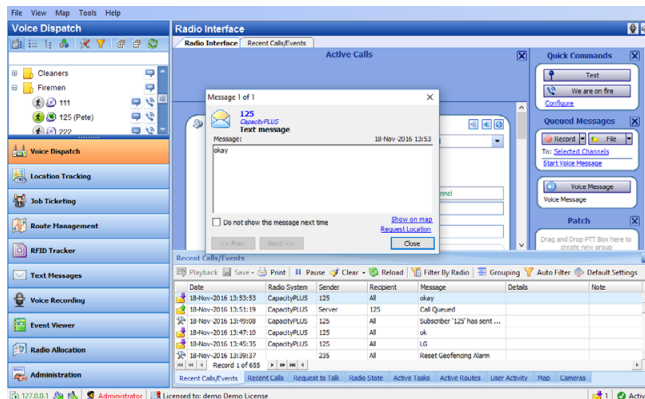 File View Map Tools Help
Voice Dispatch
Radio Interface
Radio Interface Recent Calls/Events
Active Calls
Cleaners
Firemen
111
125 (Pete)
222
Voice Dispatch
Location Tracking
Job Ticketing
Route Management
RFID Tracker
Text Messages
Voice Recording
Event Viewer
Radio Allocation
Administration
Message 1 of 1
125
CapacityPLUS
Text message
Message: 18-Nov-2016 13:53
okay
Do not show this message next time
Show on map
Request Location
<< Prev Next >> Close
Quick Commands
Test
We are on fire
Configure
Queued Messages
Record File
To: Selected Channels
Start Voice Message
Voice Message
Voice Message
Patch
Drag and Drop PTT Box here to
create new group
Recent Calls/Events
Playback Save Print Pause Clear Reload Filter By Radio Grouping Auto Filter Default Settings
Date Radio System Sender Recipient Message Details Note
18-Nov-2016 13:53:53 CapacityPLUS 125 All okay
18-Nov-2016 13:51:19 CapacityPLUS Server 125 Call Queued
18-Nov-2016 13:49:08 CapacityPLUS 125 All Subscriber '125' has sent ...
18-Nov-2016 13:47:10 CapacityPLUS 125 All ok
18-Nov-2016 13:45:35 CapacityPLUS 125 All LG
18-Nov-2016 13:39:37 235 All Reset Geofencing Alarm
Record 1 of 655
Recent Calls/Events Recent Calls Request to Talk Radio State Active Tasks Active Routes User Activity Map Cameras
127.0.0.1 Administrator Licensed to: demo Demo License 1 Activ